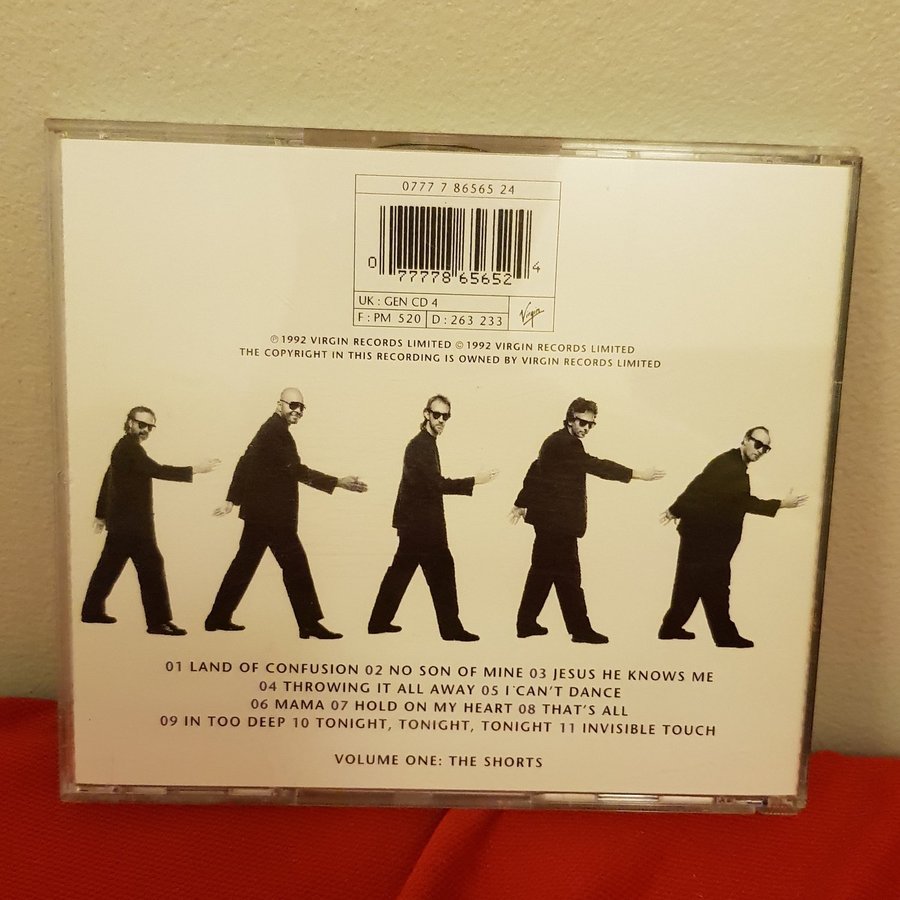 0777 7 86565 24
0 77778 65652 4
UK : GEN CD 4
F : PM 520 D : 263 233 Virgin
℗ 1992 VIRGIN RECORDS LIMITED © 1992 VIRGIN RECORDS LIMITED
THE COPYRIGHT IN THIS RECORDING IS OWNED BY VIRGIN RECORDS LIMITED
01 LAND OF CONFUSION 02 NO SON OF MINE 03 JESUS HE KNOWS ME
04 THROWING IT ALL AWAY 05 I CAN'T DANCE
06 MAMA 07 HOLD ON MY HEART 08 THAT'S ALL
09 IN TOO DEEP 10 TONIGHT, TONIGHT, TONIGHT 11 INVISIBLE TOUCH
VOLUME ONE: THE SHORTS